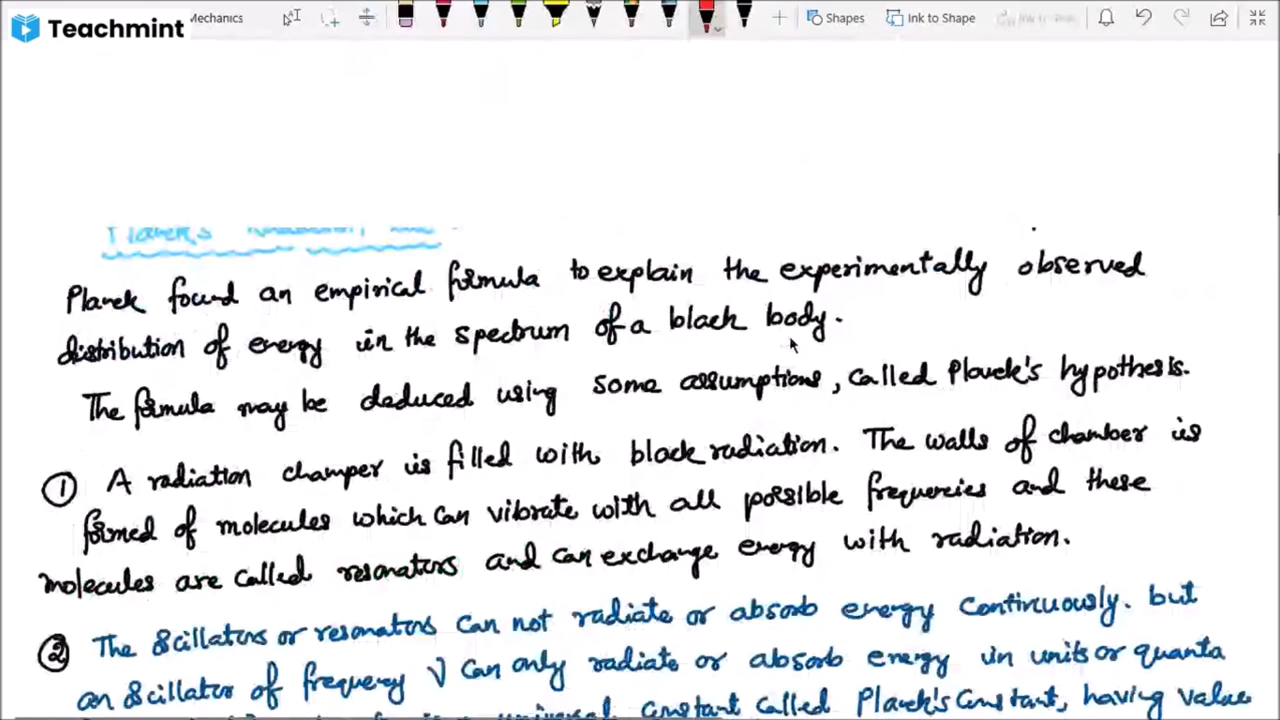 Mechanics
Teachmint
Shapes
Ink to Shape
Planck's Radiation
Planck found an empirical formula to explain the experimentally observed
distribution of energy in the spectrum of a black body.
The formula may be deduced using some assumptions, called Planck's hypothesis.
① A radiation champer is filled with black radiation. The walls of chamber is
formed of molecules which can vibrate with all possible frequencies and these
molecules are called resonators and can exchange energy with radiation.
② The oscillators or resonators can not radiate or absorb energy continuously. but
an oscillator of frequency ν can only radiate or absorb energy in units or quanta
universal constant called Planck's Constant, having value